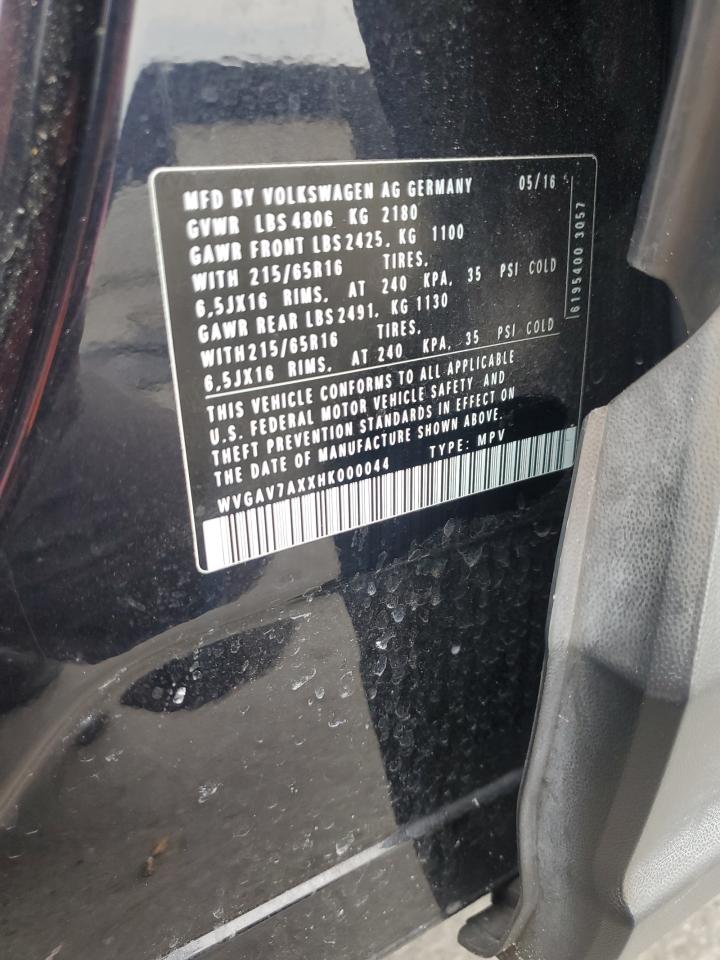 MFD BY VOLKSWAGEN AG GERMANY 05/16
GVWR LBS 4806 KG 2180
GAWR FRONT LBS 2425, KG 1100
WITH 215/65R16 TIRES,
6,5JX16 RIMS, AT 240 KPA, 35 PSI COLD
GAWR REAR LBS 2491, KG 1130
WITH 215/65R16 TIRES,
6,5JX16 RIMS, AT 240 KPA, 35 PSI COLD
THIS VEHICLE CONFORMS TO ALL APPLICABLE
U.S. FEDERAL MOTOR VEHICLE SAFETY AND
THEFT PREVENTION STANDARDS IN EFFECT ON
THE DATE OF MANUFACTURE SHOWN ABOVE.
WVGAV7AXXHK000044 TYPE: MPV
6195400 3057